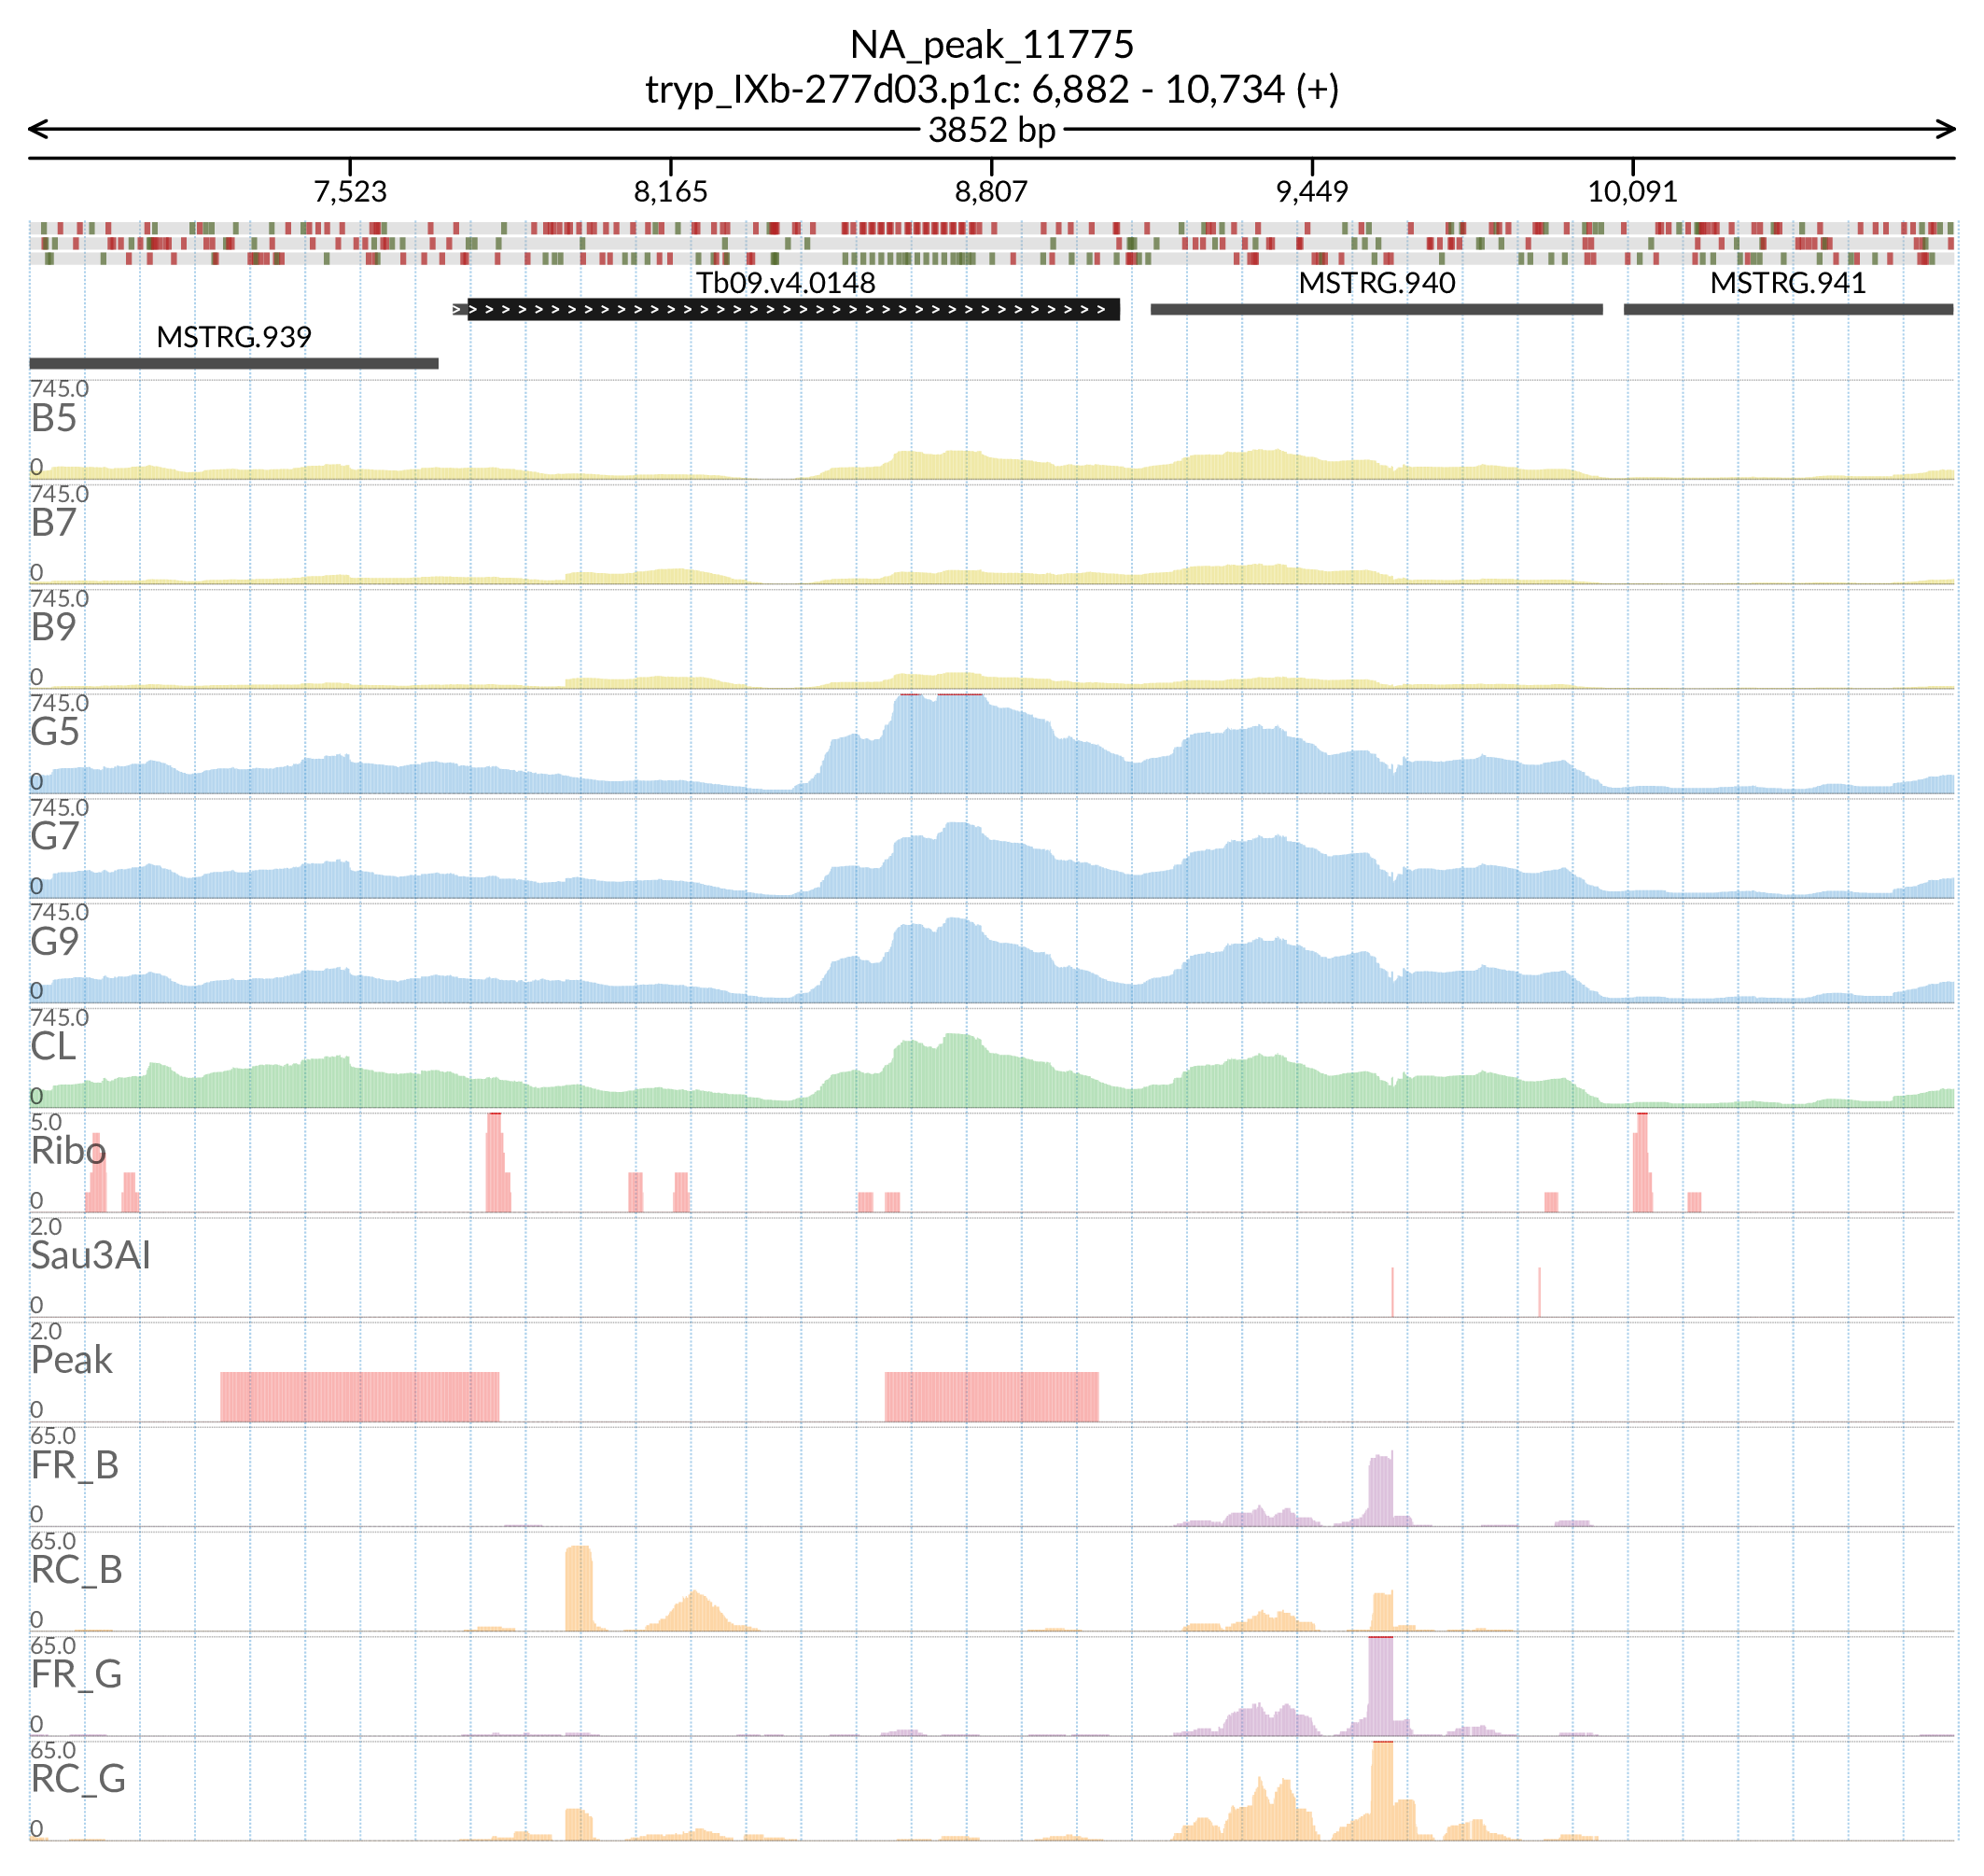 NA_peak_11775
tryp_IXb-277d03.p1c: 6,882 - 10,734 (+)
3852 bp
7,523 8,165 8,807 9,449 10,091
Tb09.v4.0148 MSTRG.940 MSTRG.941
MSTRG.939
745.0
B5
0
745.0
B7
0
745.0
B9
0
745.0
G5
0
745.0
G7
0
745.0
G9
0
745.0
CL
0
5.0
Ribo
0
2.0
Sau3AI
0
2.0
Peak
0
65.0
FR_B
0
65.0
RC_B
0
65.0
FR_G
0
65.0
RC_G
0